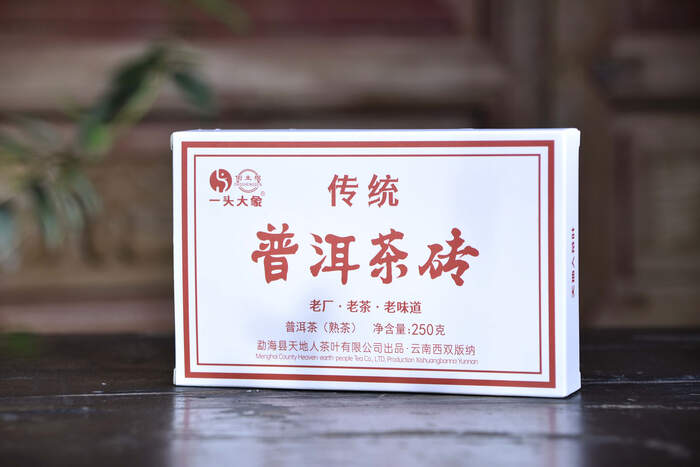 一头大象
传统
普洱茶砖
老厂·老茶·老味道
普洱茶（熟茶） 净含量:250克
勐海县天地人茶叶有限公司出品·云南西双版纳
Menghai County Heaven-earth-people Tea Co., LTD. Production Xishuangbanna Yunnan